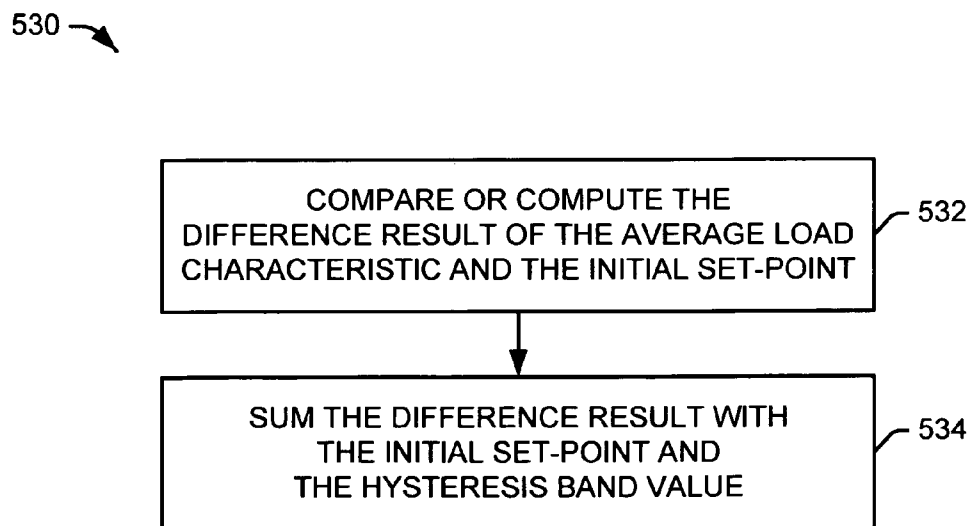 530
COMPARE OR COMPUTE THE
DIFFERENCE RESULT OF THE AVERAGE LOAD
CHARACTERISTIC AND THE INITIAL SET-POINT
532
SUM THE DIFFERENCE RESULT WITH
THE INITIAL SET-POINT AND
THE HYSTERESIS BAND VALUE
534